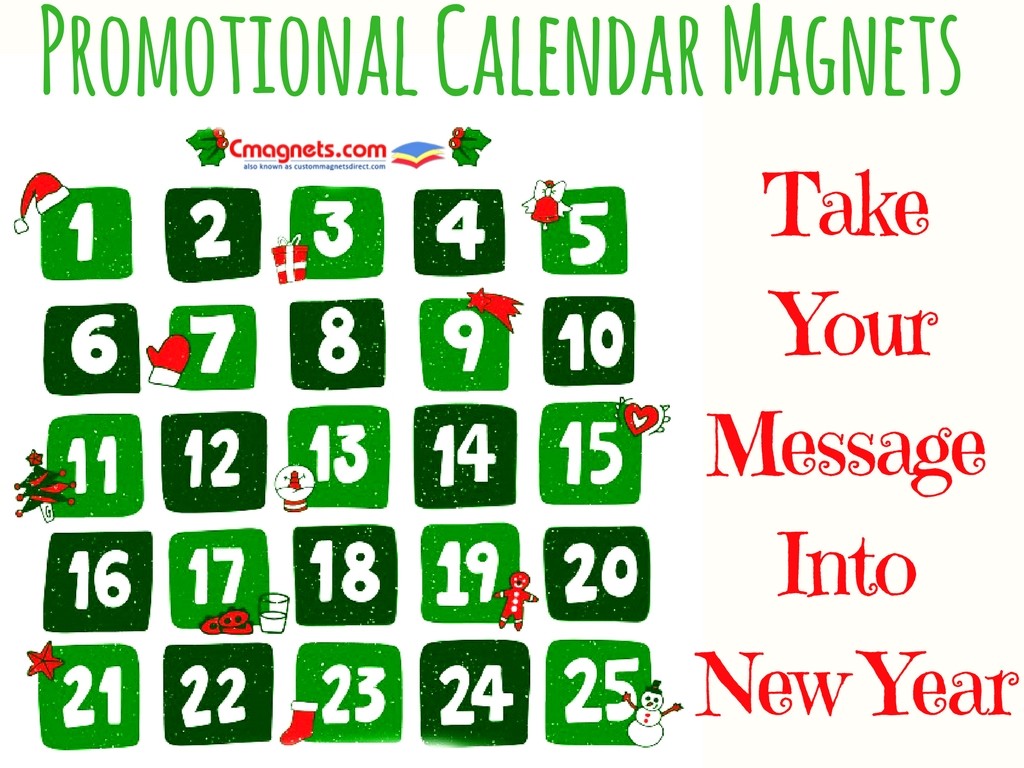 Promotional Calendar Magnets
Cmagnets.com
also known as custommagnetsdirect.com
1 2 3 4 5
6 7 8 9 10
11 12 13 14 15
16 17 18 19 20
21 22 23 24 25
Take
Your
Message
Into
New Year